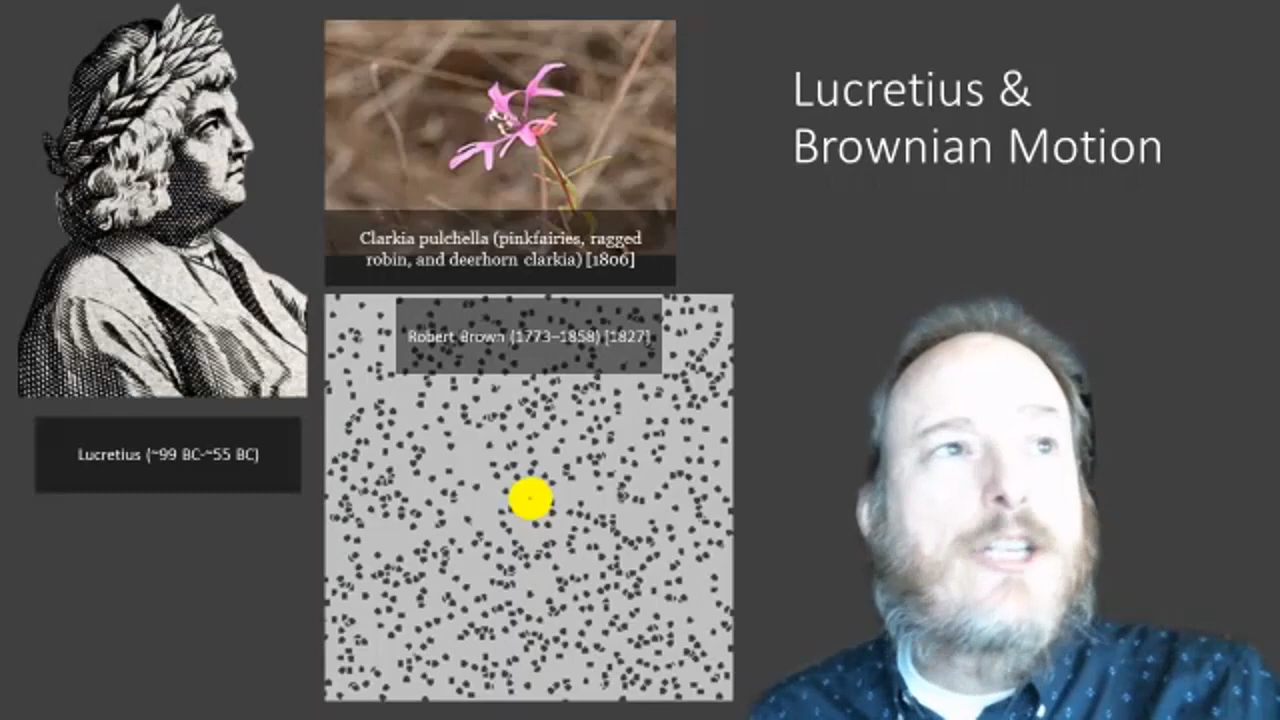 Lucretius &
Brownian Motion
Clarkia pulchella (pinkfairies, ragged
robin, and deerhorn clarkia) [1806]
Robert Brown (1773–1858) [1827]
Lucretius (~99 BC-~55 BC)